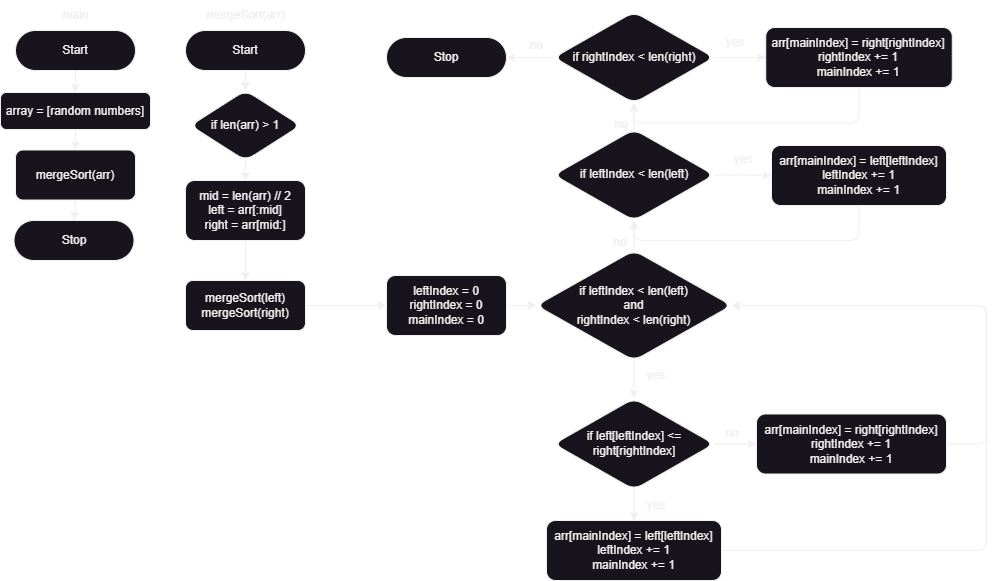 main
Start
array = [random numbers]
mergeSort(arr)
Stop
mergeSort(arr)
Start
if len(arr) > 1
mid = len(arr) // 2
left = arr[:mid]
right = arr[mid:]
mergeSort(left)
mergeSort(right)
leftIndex = 0
rightIndex = 0
mainIndex = 0
if leftIndex < len(left)
and
rightIndex < len(right)
yes
if left[leftIndex] <=
right[rightIndex]
no
arr[mainIndex] = right[rightIndex]
rightIndex += 1
mainIndex += 1
yes
arr[mainIndex] = left[leftIndex]
leftIndex += 1
mainIndex += 1
no
if leftIndex < len(left)
yes
arr[mainIndex] = left[leftIndex]
leftIndex += 1
mainIndex += 1
no
if rightIndex < len(right)
yes
arr[mainIndex] = right[rightIndex]
rightIndex += 1
mainIndex += 1
no
Stop